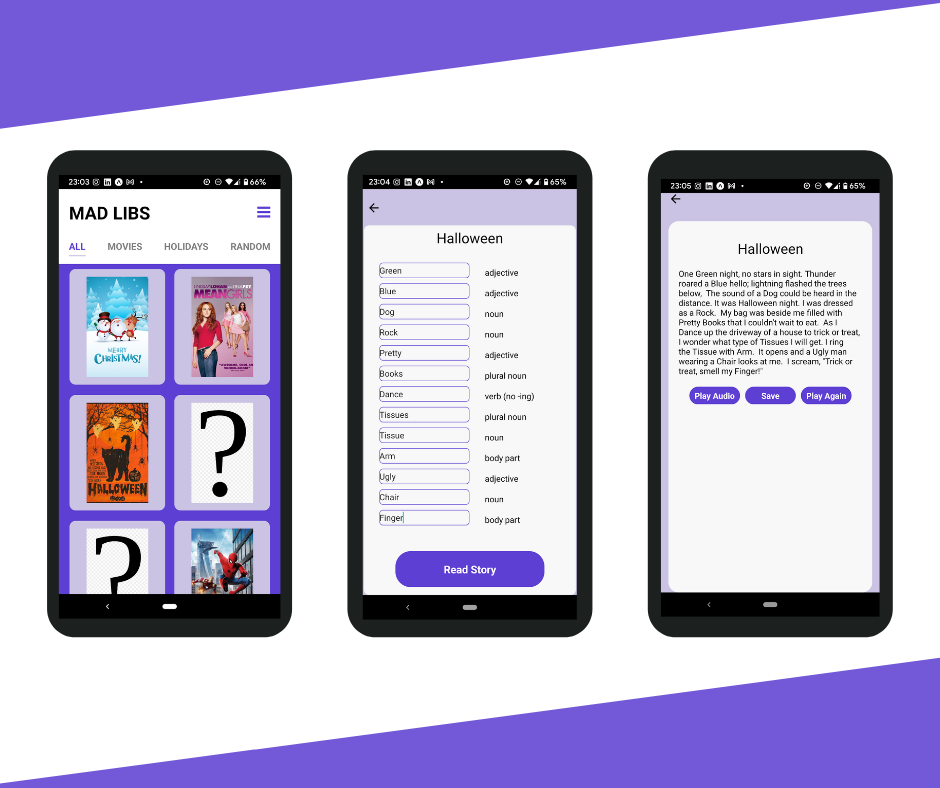 23:03 66%
MAD LIBS
ALL MOVIES HOLIDAYS RANDOM
MERRY
CHRISTMAS!
MEAN GIRLS
HALLOWEEN
?
?
23:04 65%
Halloween
Green adjective
Blue adjective
Dog noun
Rock noun
Pretty adjective
Books plural noun
Dance verb (no -ing)
Tissues plural noun
Tissue noun
Arm body part
Ugly adjective
Chair noun
Finger body part
Read Story
23:05 65%
Halloween
One Green night, no stars in sight. Thunder
roared a Blue hello; lightning flashed the trees
below, The sound of a Dog could be heard in the
distance. It was Halloween night. I was dressed
as a Rock. My bag was beside me filled with
Pretty Books that I couldn't wait to eat. As I
Dance up the driveway of a house to trick or treat,
I wonder what type of Tissues I will get. I ring
the Tissue with Arm. It opens and a Ugly man
wearing a Chair looks at me. I scream, "Trick or
treat, smell my Finger!"
Play Audio Save Play Again